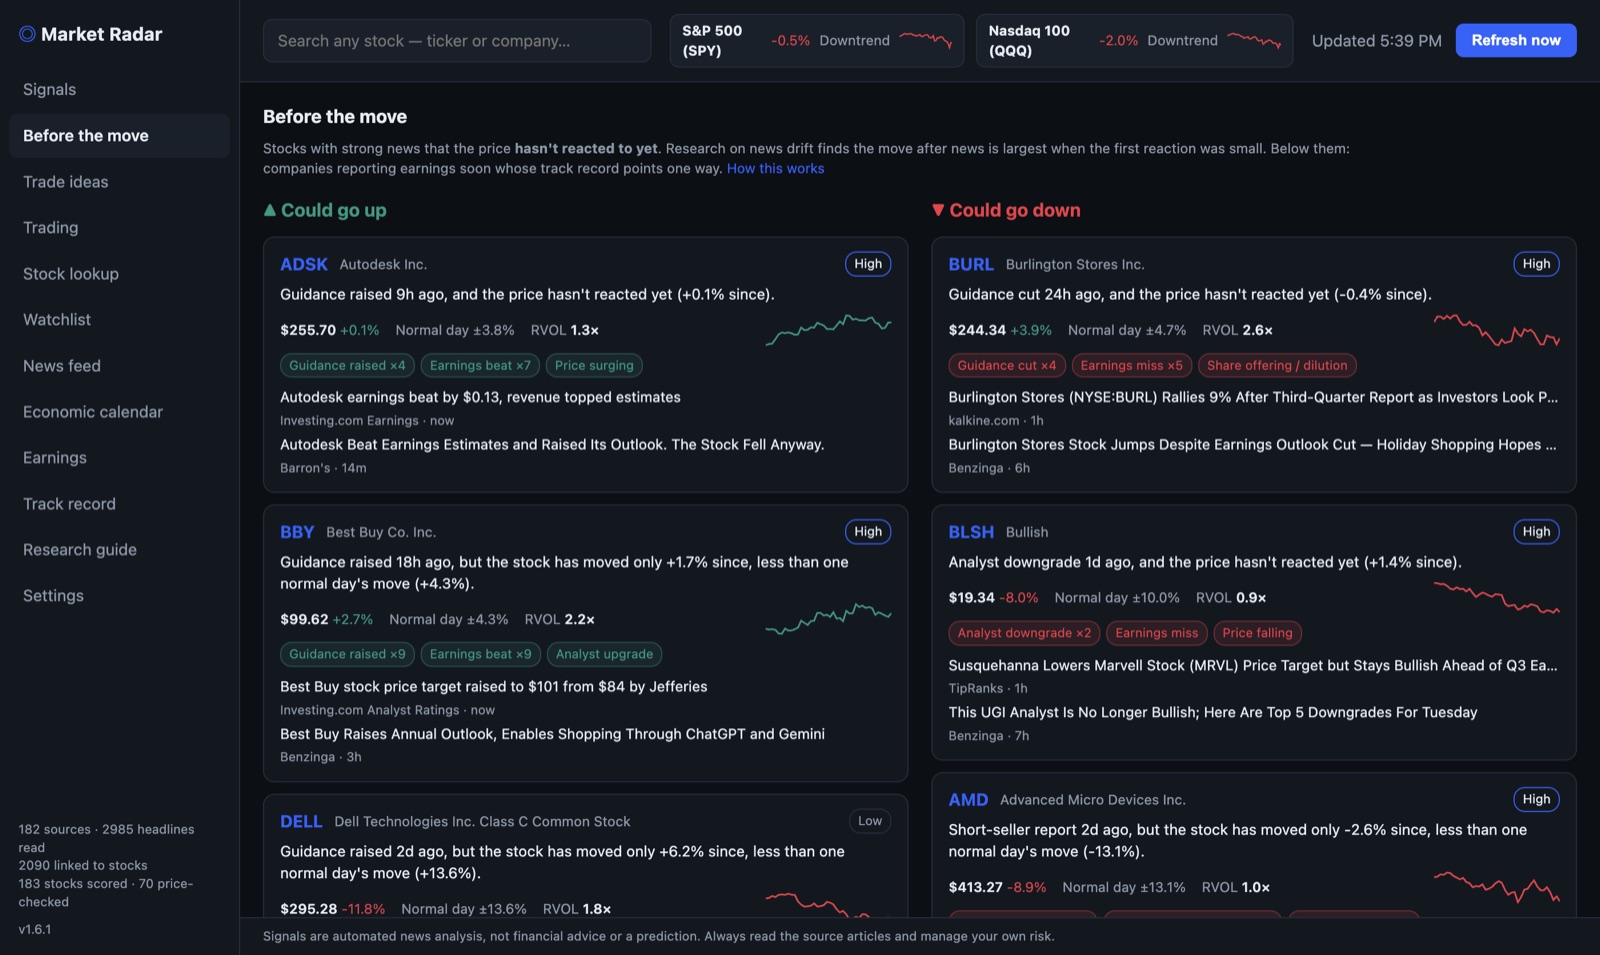 Market Radar
Signals
Before the move
Trade ideas
Trading
Stock lookup
Watchlist
News feed
Economic calendar
Earnings
Track record
Research guide
Settings
182 sources · 2985 headlines
read
2090 linked to stocks
183 stocks scored · 70 price-
checked
v1.6.1
Search any stock — ticker or company...
S&P 500
(SPY)
-0.5% Downtrend
Nasdaq 100
(QQQ)
-2.0% Downtrend
Updated 5:39 PM
Refresh now
Before the move
Stocks with strong news that the price hasn't reacted to yet. Research on news drift finds the move after news is largest when the first reaction was small. Below them:
companies reporting earnings soon whose track record points one way. How this works
▲ Could go up
ADSK Autodesk Inc. High
Guidance raised 9h ago, and the price hasn't reacted yet (+0.1% since).
$255.70 +0.1% Normal day ±3.8% RVOL 1.3×
Guidance raised ×4 Earnings beat ×7 Price surging
Autodesk earnings beat by $0.13, revenue topped estimates
Investing.com Earnings · now
Autodesk Beat Earnings Estimates and Raised Its Outlook. The Stock Fell Anyway.
Barron's · 14m
BBY Best Buy Co. Inc. High
Guidance raised 18h ago, but the stock has moved only +1.7% since, less than one
normal day's move (+4.3%).
$99.62 +2.7% Normal day ±4.3% RVOL 2.2×
Guidance raised ×9 Earnings beat ×9 Analyst upgrade
Best Buy stock price target raised to $101 from $84 by Jefferies
Investing.com Analyst Ratings · now
Best Buy Raises Annual Outlook, Enables Shopping Through ChatGPT and Gemini
Benzinga · 3h
DELL Dell Technologies Inc. Class C Common Stock Low
Guidance raised 2d ago, but the stock has moved only +6.2% since, less than one
normal day's move (+13.6%).
$295.28 -11.8% Normal day ±13.6% RVOL 1.8×
▼ Could go down
BURL Burlington Stores Inc. High
Guidance cut 24h ago, and the price hasn't reacted yet (-0.4% since).
$244.34 +3.9% Normal day ±4.7% RVOL 2.6×
Guidance cut ×4 Earnings miss ×5 Share offering / dilution
Burlington Stores (NYSE:BURL) Rallies 9% After Third-Quarter Report as Investors Look P...
kalkine.com · 1h
Burlington Stores Stock Jumps Despite Earnings Outlook Cut — Holiday Shopping Hopes ...
Benzinga · 6h
BLSH Bullish High
Analyst downgrade 1d ago, and the price hasn't reacted yet (+1.4% since).
$19.34 -8.0% Normal day ±10.0% RVOL 0.9×
Analyst downgrade ×2 Earnings miss Price falling
Susquehanna Lowers Marvell Stock (MRVL) Price Target but Stays Bullish Ahead of Q3 Ea...
TipRanks · 1h
This UGI Analyst Is No Longer Bullish; Here Are Top 5 Downgrades For Tuesday
Benzinga · 7h
AMD Advanced Micro Devices Inc. High
Short-seller report 2d ago, but the stock has moved only -2.6% since, less than one
normal day's move (-13.1%).
$413.27 -8.9% Normal day ±13.1% RVOL 1.0×
Signals are automated news analysis, not financial advice or a prediction. Always read the source articles and manage your own risk.